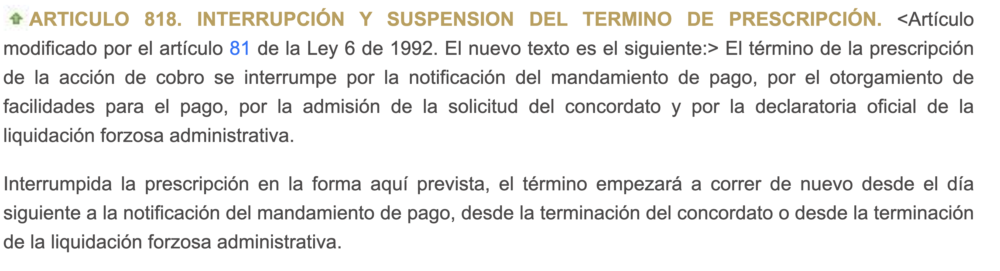 ARTICULO 818. INTERRUPCIÓN Y SUSPENSION DEL TERMINO DE PRESCRIPCIÓN. <Artículo
modificado por el artículo 81 de la Ley 6 de 1992. El nuevo texto es el siguiente:> El término de la prescripción
de la acción de cobro se interrumpe por la notificación del mandamiento de pago, por el otorgamiento de
facilidades para el pago, por la admisión de la solicitud del concordato y por la declaratoria oficial de la
liquidación forzosa administrativa.
Interrumpida la prescripción en la forma aquí prevista, el término empezará a correr de nuevo desde el día
siguiente a la notificación del mandamiento de pago, desde la terminación del concordato o desde la terminación
de la liquidación forzosa administrativa.